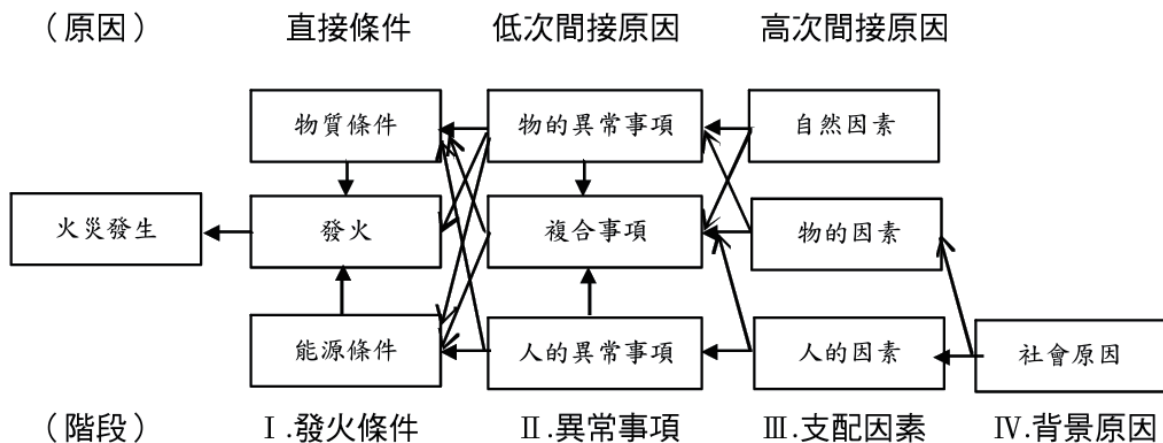 （原因） 直接條件 低次間接原因 高次間接原因
物質條件 物的異常事項 自然因素
火災發生 發火 複合事項 物的因素
能源條件 人的異常事項 人的因素 社會原因
（階段） Ⅰ.發火條件 Ⅱ.異常事項 Ⅲ.支配因素 Ⅳ.背景原因